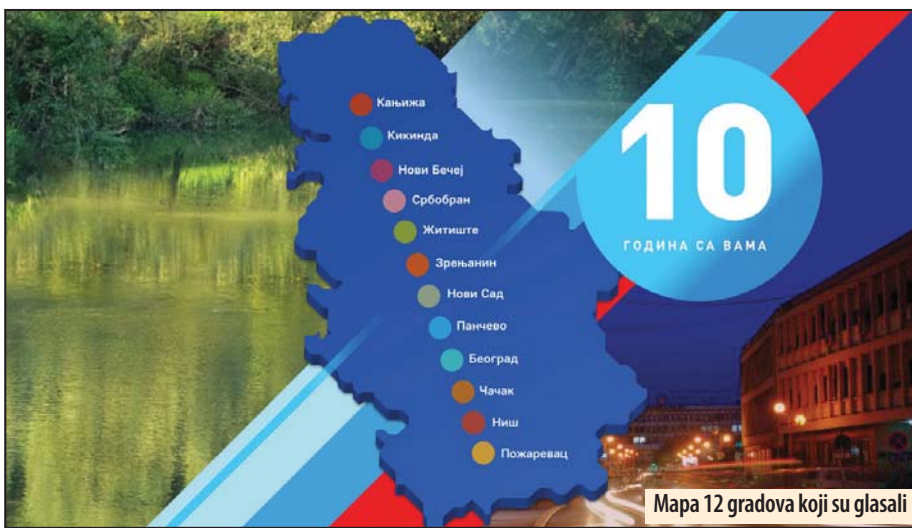 Кањижа
Кикинда
Нови Бечеј
Србобран
Житиште
Зрењанин
Нови Сад
Панчево
Београд
Чачак
Ниш
Пожаревац
10
ГОДИНА СА ВАМА
Mapa 12 gradova koji su glasali